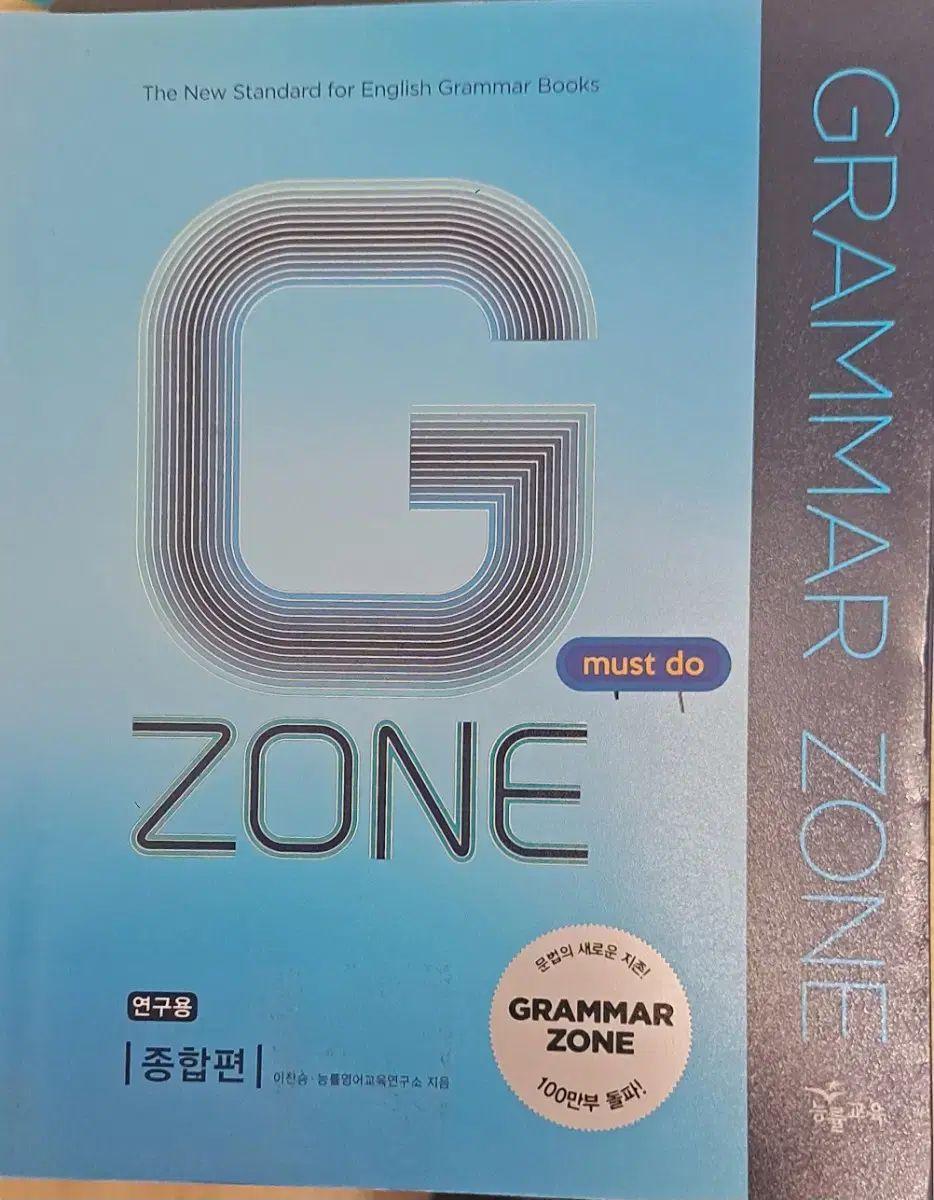 The New Standard for English Grammar Books
G
ZONE
must do
연구용
종합편
이찬승·능률영어교육연구소 지음
문법의 새로운 지존!
GRAMMAR
ZONE
100만부 돌파!
GRAMMAR ZONE
능률교육